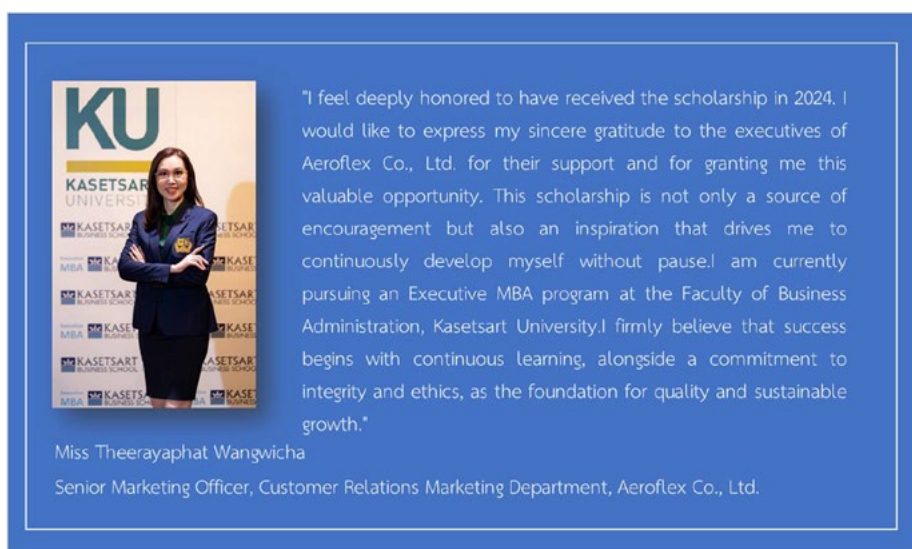 KU
KASETSAR
UNIVERSIT
"I feel deeply honored to have received the scholarship in 2024. I
would like to express my sincere gratitude to the executives of
Aeroflex Co., Ltd. for their support and for granting me this
valuable opportunity. This scholarship is not only a source of
encouragement but also an inspiration that drives me to
continuously develop myself without pause.I am currently
pursuing an Executive MBA program at the Faculty of Business
Administration, Kasetsart University.I firmly believe that success
begins with continuous learning, alongside a commitment to
integrity and ethics, as the foundation for quality and sustainable
growth."
Miss Theerayaphat Wangwicha
Senior Marketing Officer, Customer Relations Marketing Department, Aeroflex Co., Ltd.